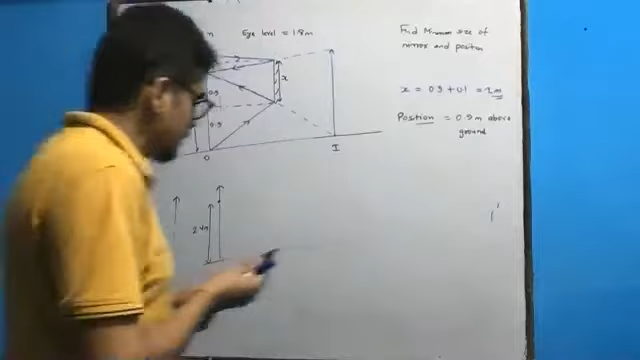 m Eye level = 1.8m
Find Minimum size of
mirror and position
x
0.9
0.9
x = 0.9 + 0.1 = 1m
Position = 0.9m above
ground
O
I
2.4m